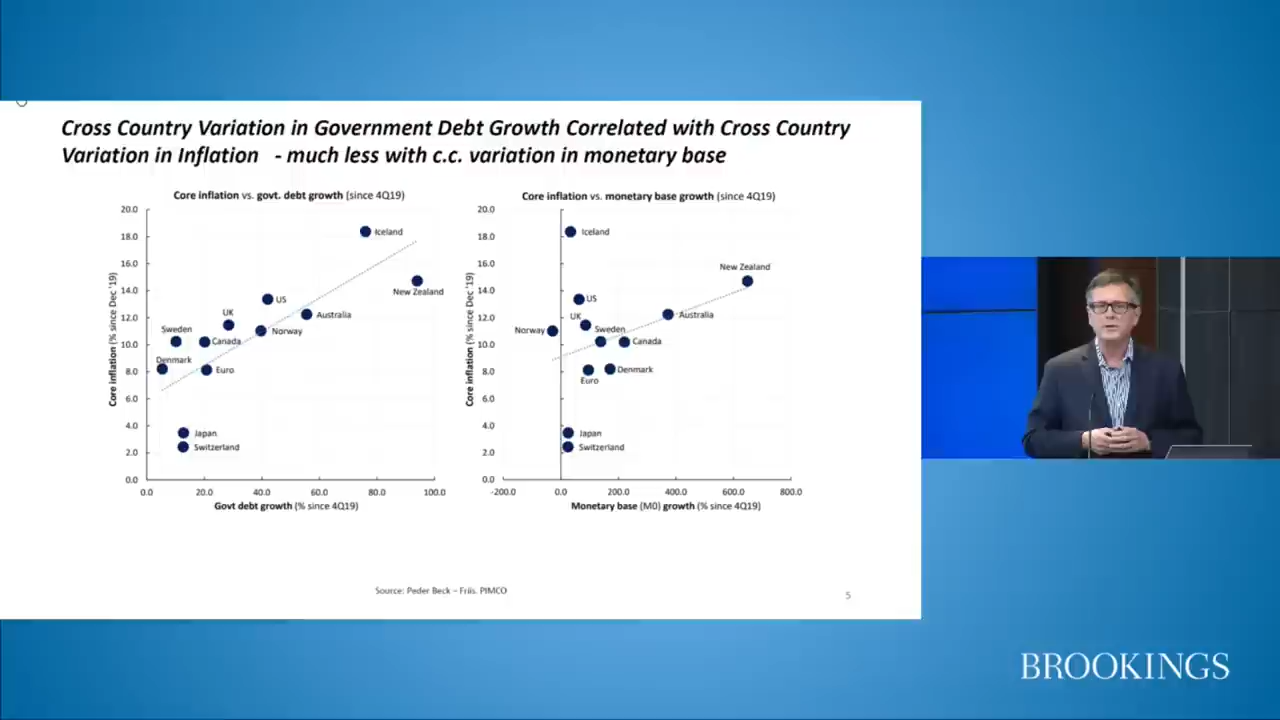 Cross Country Variation in Government Debt Growth Correlated with Cross Country
Variation in Inflation - much less with c.c. variation in monetary base
Core inflation vs. govt. debt growth (since 4Q19)
20.0
18.0
16.0
14.0
12.0
10.0
8.0
6.0
4.0
2.0
0.0
Core inflation (% since Dec '19)
Iceland
New Zealand
US
UK
Australia
Sweden
Norway
Canada
Denmark
Euro
Japan
Switzerland
0.0 20.0 40.0 60.0 80.0 100.0
Govt debt growth (% since 4Q19)
Core inflation vs. monetary base growth (since 4Q19)
20.0
18.0
16.0
14.0
12.0
10.0
8.0
6.0
4.0
2.0
0.0
Core inflation (% since Dec '19)
Iceland
New Zealand
US
UK
Australia
Norway
Sweden
Canada
Denmark
Euro
Japan
Switzerland
-200.0 0.0 200.0 400.0 600.0 800.0
Monetary base (M0) growth (% since 4Q19)
Source: Peder Beck – Friis. PIMCO
5
BROOKINGS